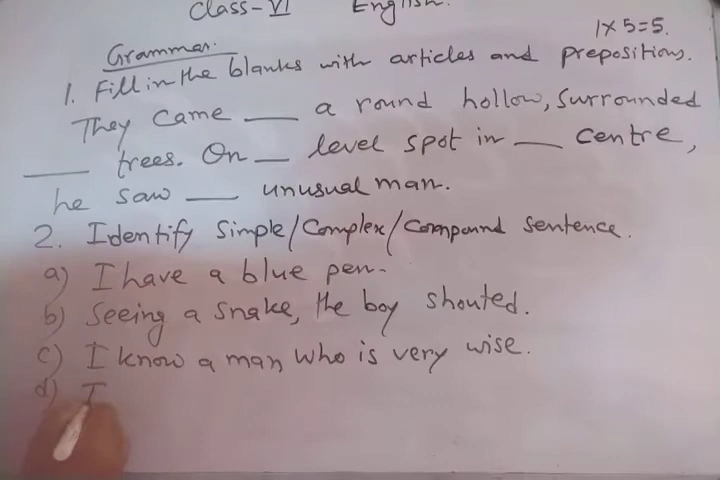 Class-VI English.
1×5=5.
Grammar.
1. Fill in the blanks with articles and prepositions.
They came ___ a round hollow, surrounded
___ trees. On ___ level spot in ___ centre,
he saw ___ unusual man.
2. Identify Simple/Complex/Compound sentence.
a) I have a blue pen.
b) Seeing a snake, the boy shouted.
c) I know a man who is very wise.
d) I